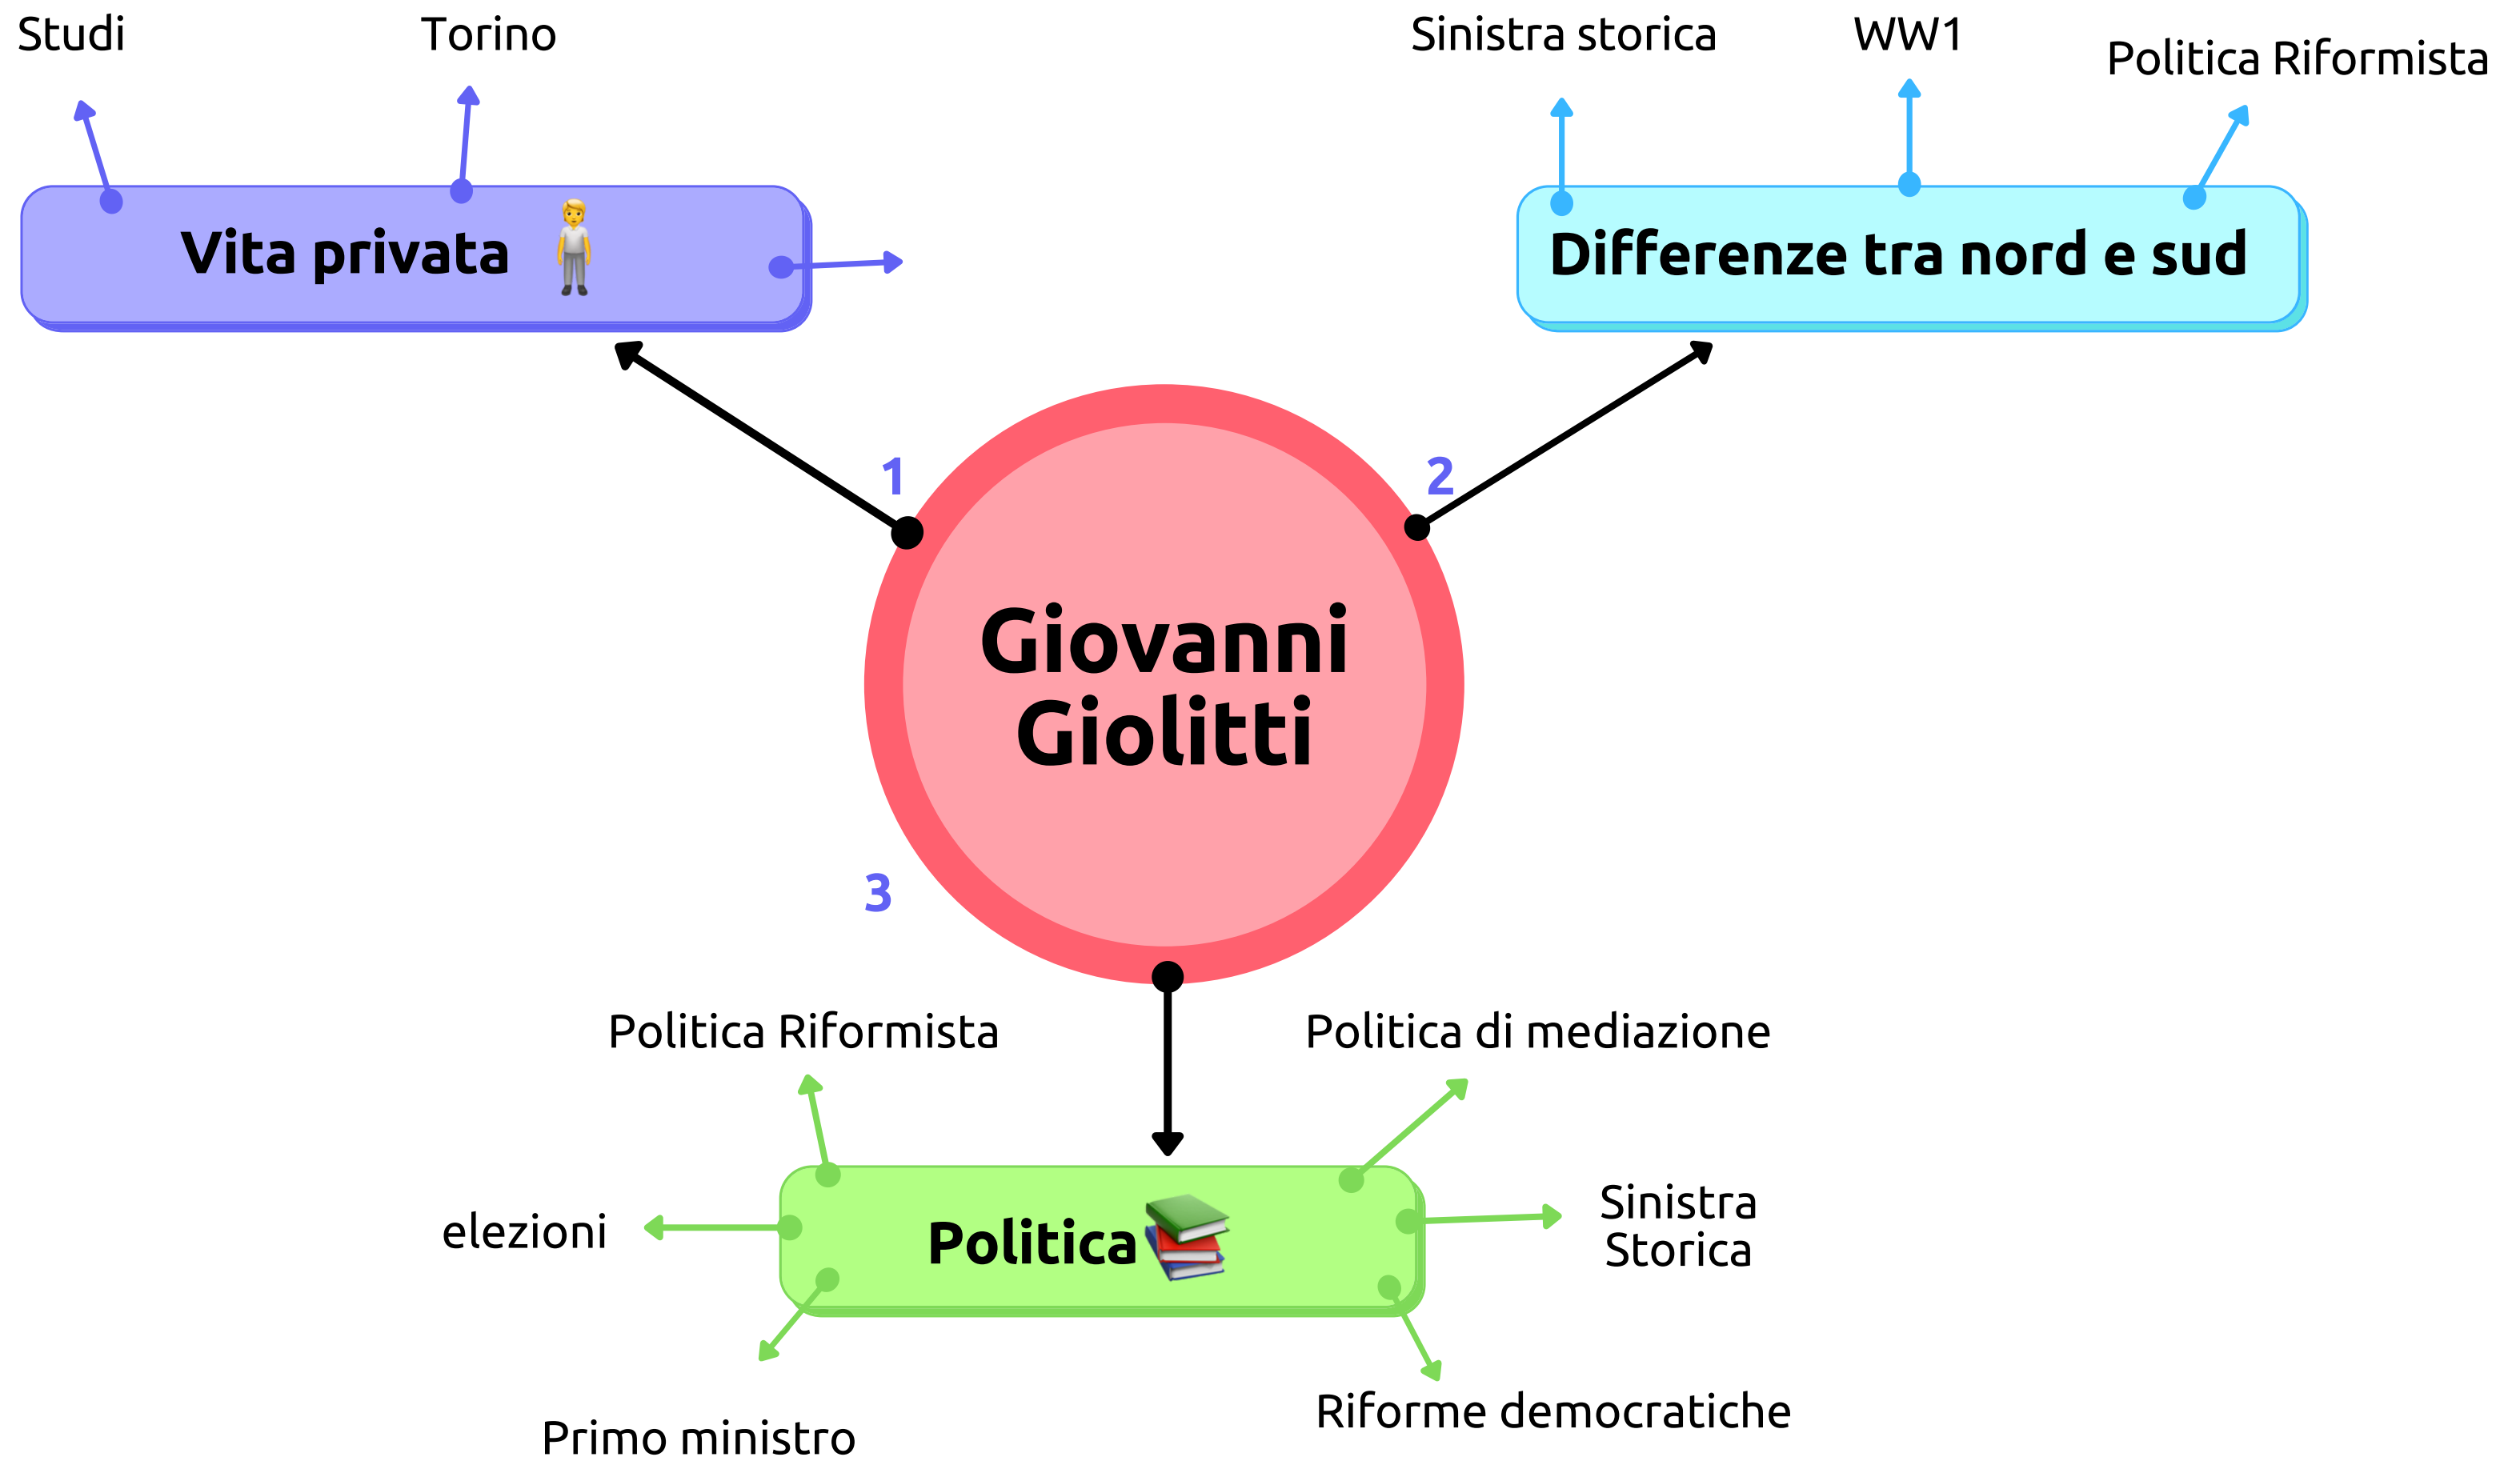 Studi
Torino
Sinistra storica
WW1
Politica Riformista
Vita privata
Differenze tra nord e sud
1
2
Giovanni
Giolitti
3
Politica Riformista
Politica di mediazione
elezioni
Politica
Sinistra
Storica
Primo ministro
Riforme democratiche